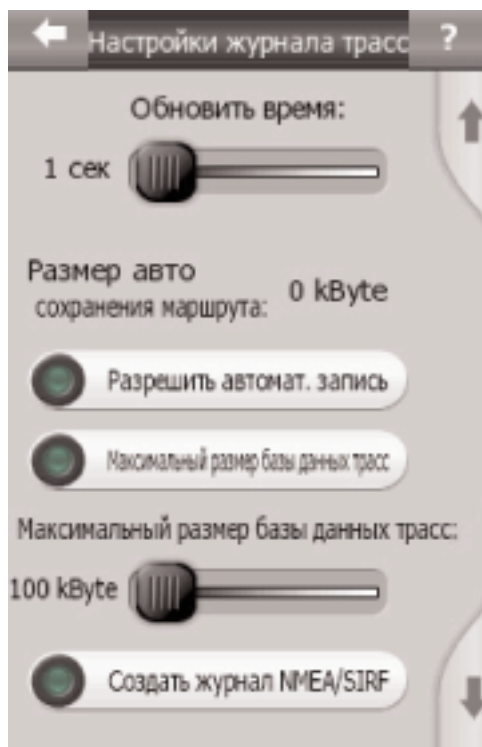 Настройки журнала трасс ?
Обновить время:
1 сек
Размер авто
сохранения маршрута: 0 kByte
Разрешить автомат. запись
Максимальный размер базы данных трасс
Максимальный размер базы данных трасс:
100 kByte
Создать журнал NMEA/SIRF